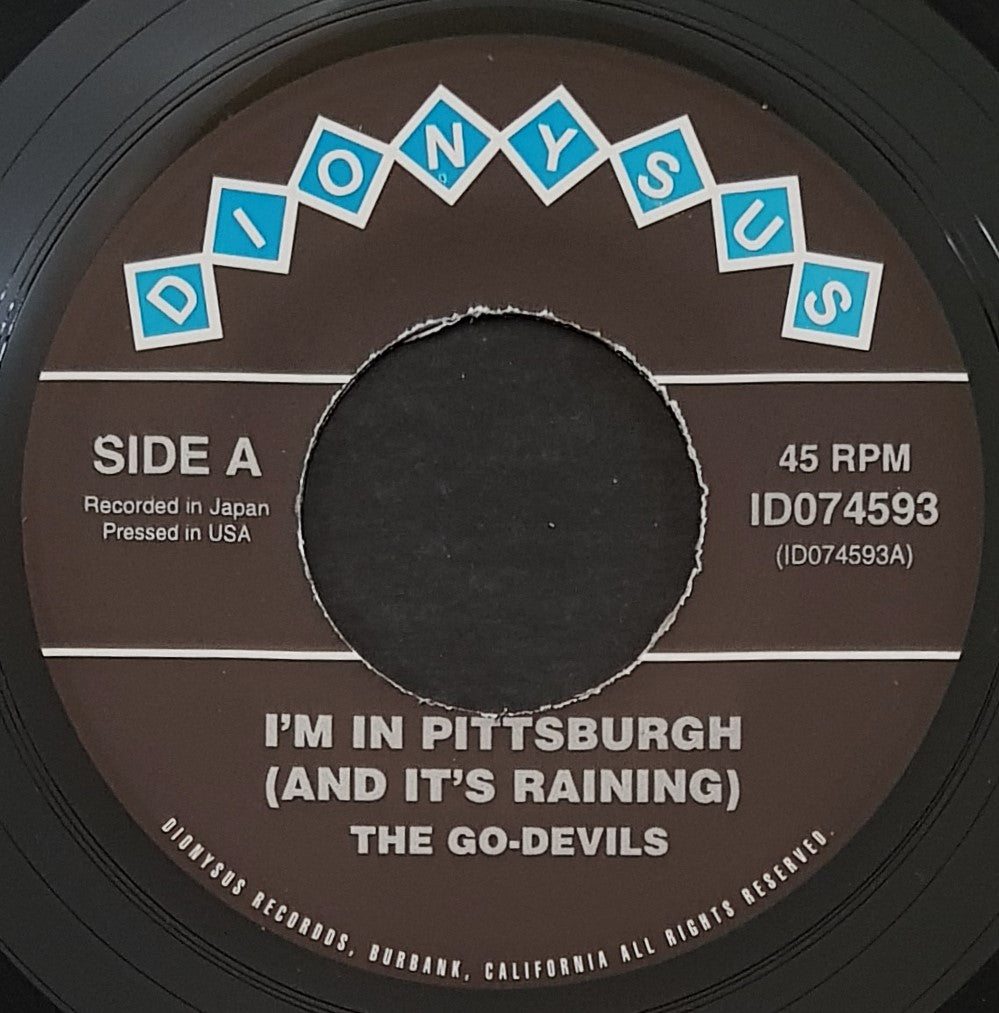 DIONYSUS
SIDE A
Recorded in Japan
Pressed in USA
45 RPM
ID074593
(ID074593A)
I'M IN PITTSBURGH
(AND IT'S RAINING)
THE GO-DEVILS
DIONYSUS RECORDDS, BURBANK, CALIFORNIA ALL RIGHTS RESERVED.